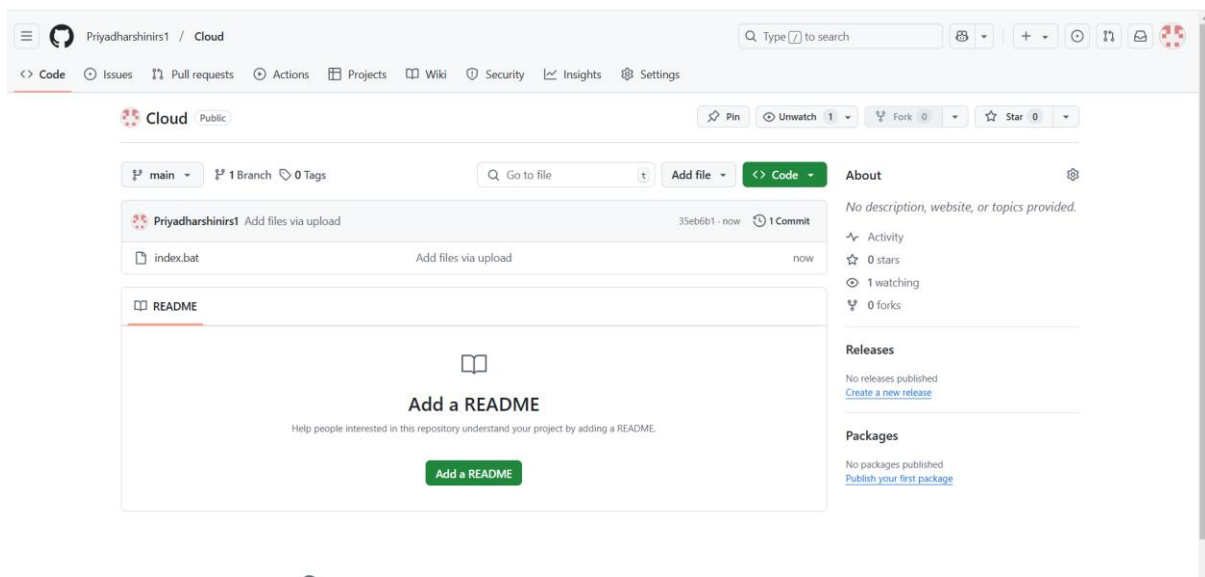 Priyadharshinirs1 / Cloud
Type / to search
Code Issues Pull requests Actions Projects Wiki Security Insights Settings
Cloud Public
Pin Unwatch 1 Fork 0 Star 0
main 1 Branch 0 Tags Go to file t Add file Code
Priyadharshinirs1 Add files via upload 35eb6b1 · now 1 Commit
index.bat Add files via upload now
README
Add a README
Help people interested in this repository understand your project by adding a README.
Add a README
About
No description, website, or topics provided.
Activity
0 stars
1 watching
0 forks
Releases
No releases published
Create a new release
Packages
No packages published
Publish your first package